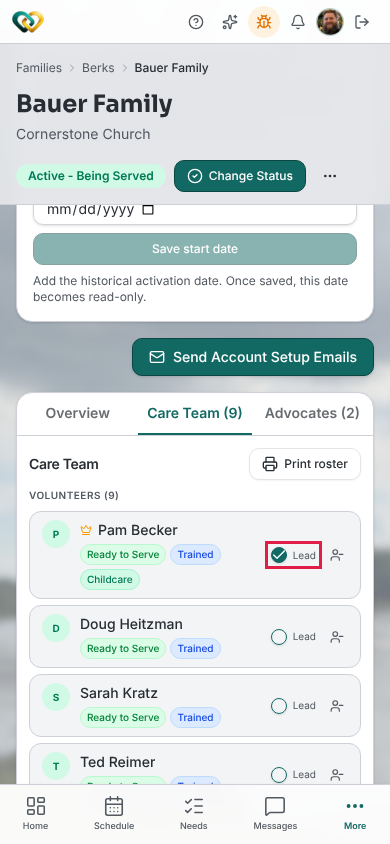 Families > Berks > Bauer Family
Bauer Family
Cornerstone Church
Active - Being Served
Change Status
mm/dd/yyyy
Save start date
Add the historical activation date. Once saved, this date
becomes read-only.
Send Account Setup Emails
Overview
Care Team (9)
Advocates (2)
Care Team
Print roster
VOLUNTEERS (9)
P
Pam Becker
Ready to Serve
Trained
Childcare
Lead
D
Doug Heitzman
Ready to Serve
Trained
Lead
S
Sarah Kratz
Ready to Serve
Trained
Lead
T
Ted Reimer
Ready to Serve
Trained
Lead
Home
Schedule
Needs
Messages
More